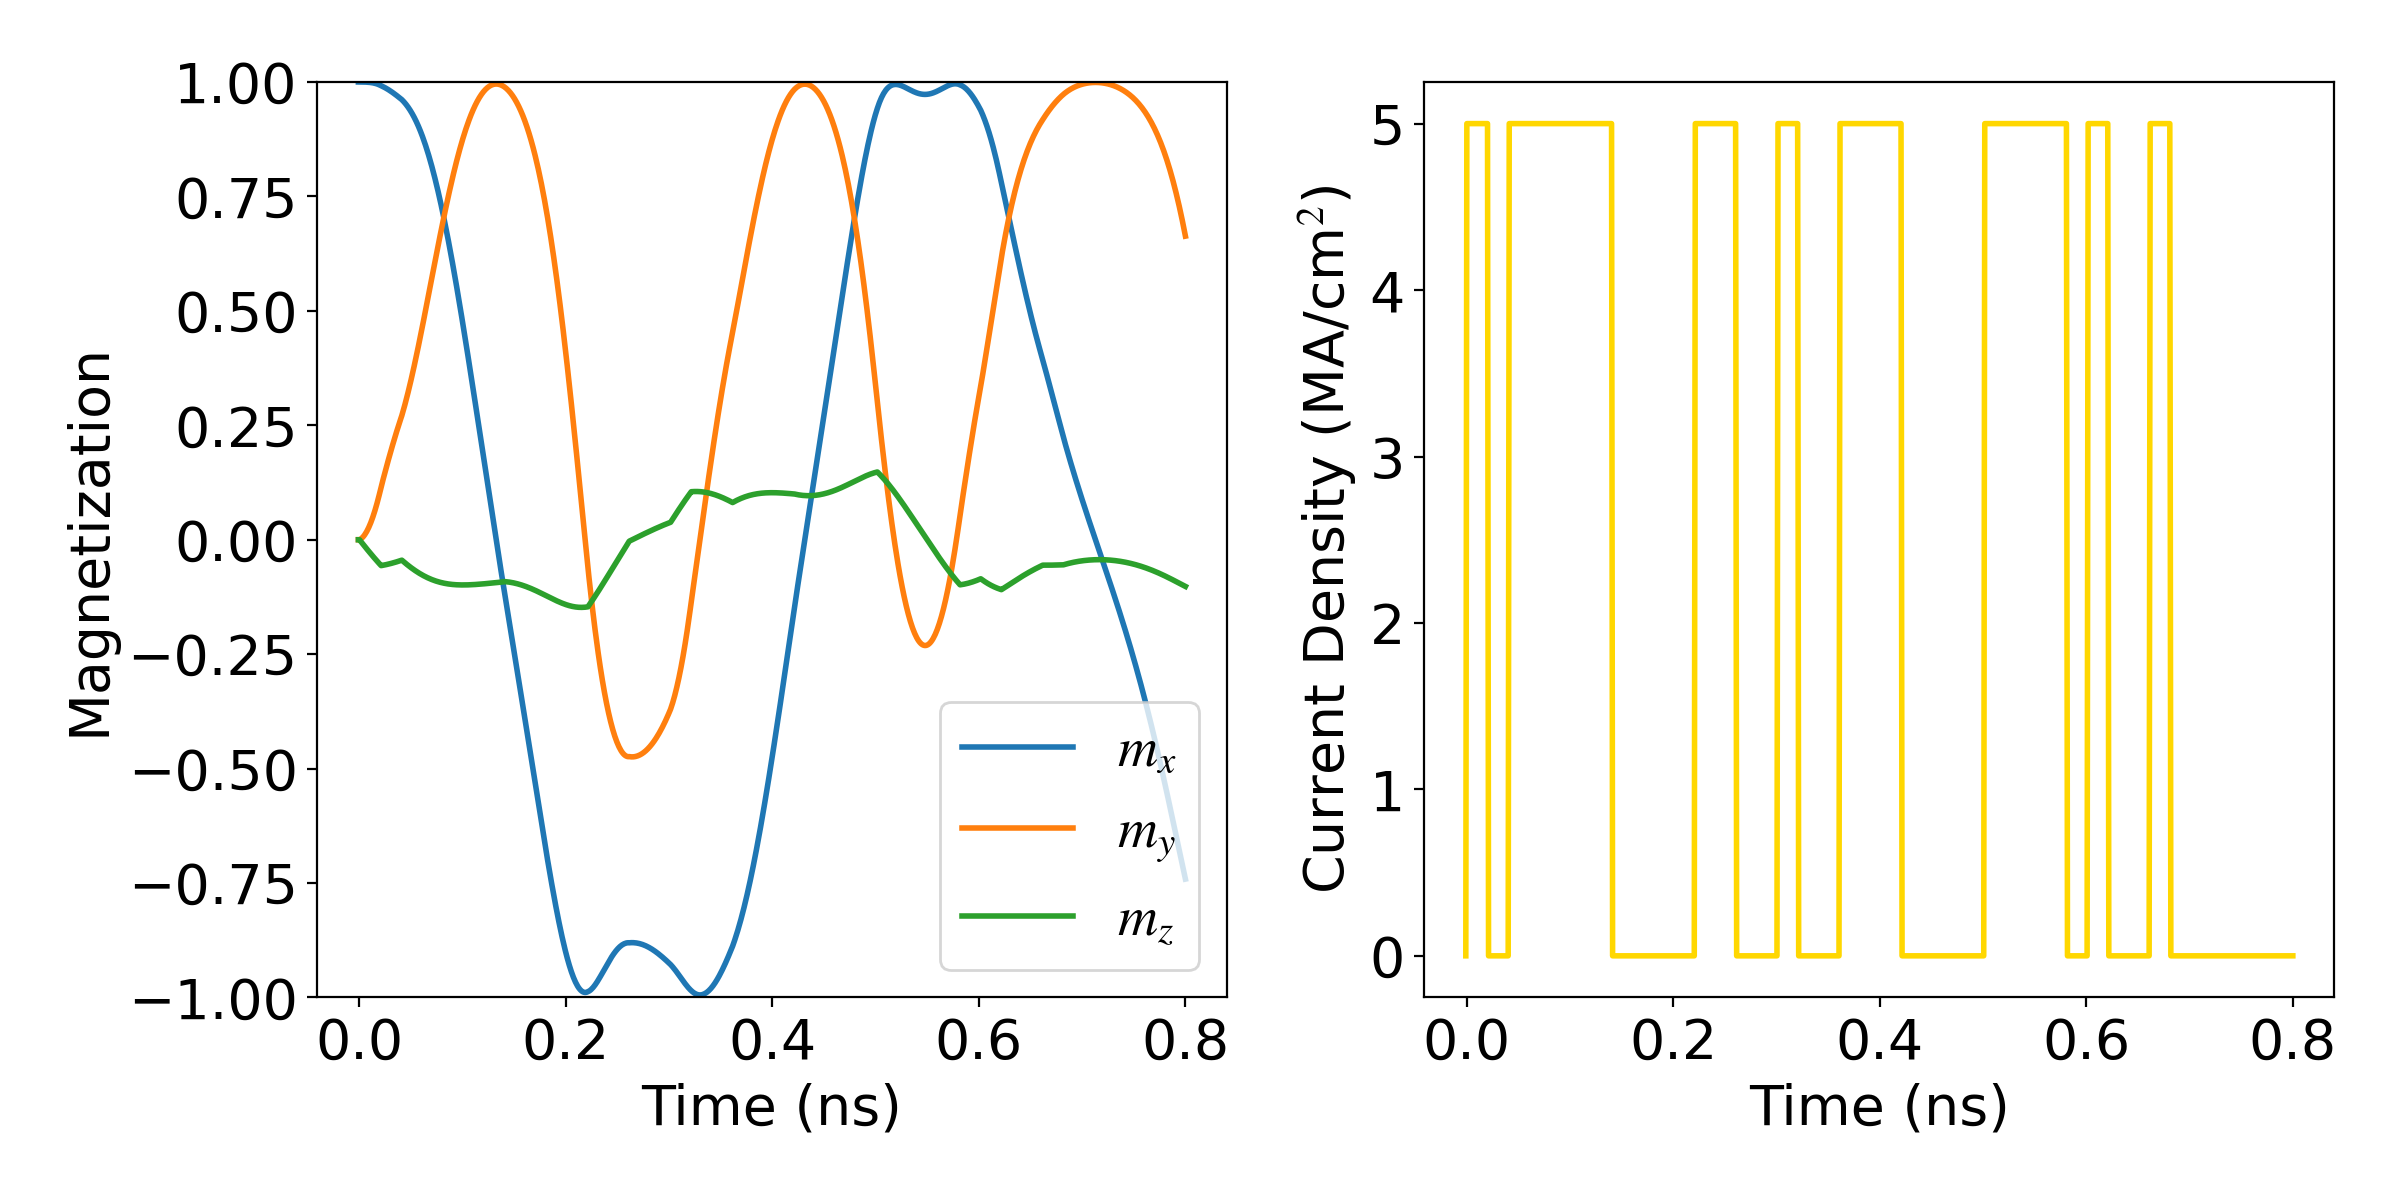 Magnetization
1.00
0.75
0.50
0.25
0.00
−0.25
−0.50
−0.75
−1.00
0.0 0.2 0.4 0.6 0.8
Time (ns)
m_x
m_y
m_z
Current Density (MA/cm²)
5
4
3
2
1
0
0.0 0.2 0.4 0.6 0.8
Time (ns)